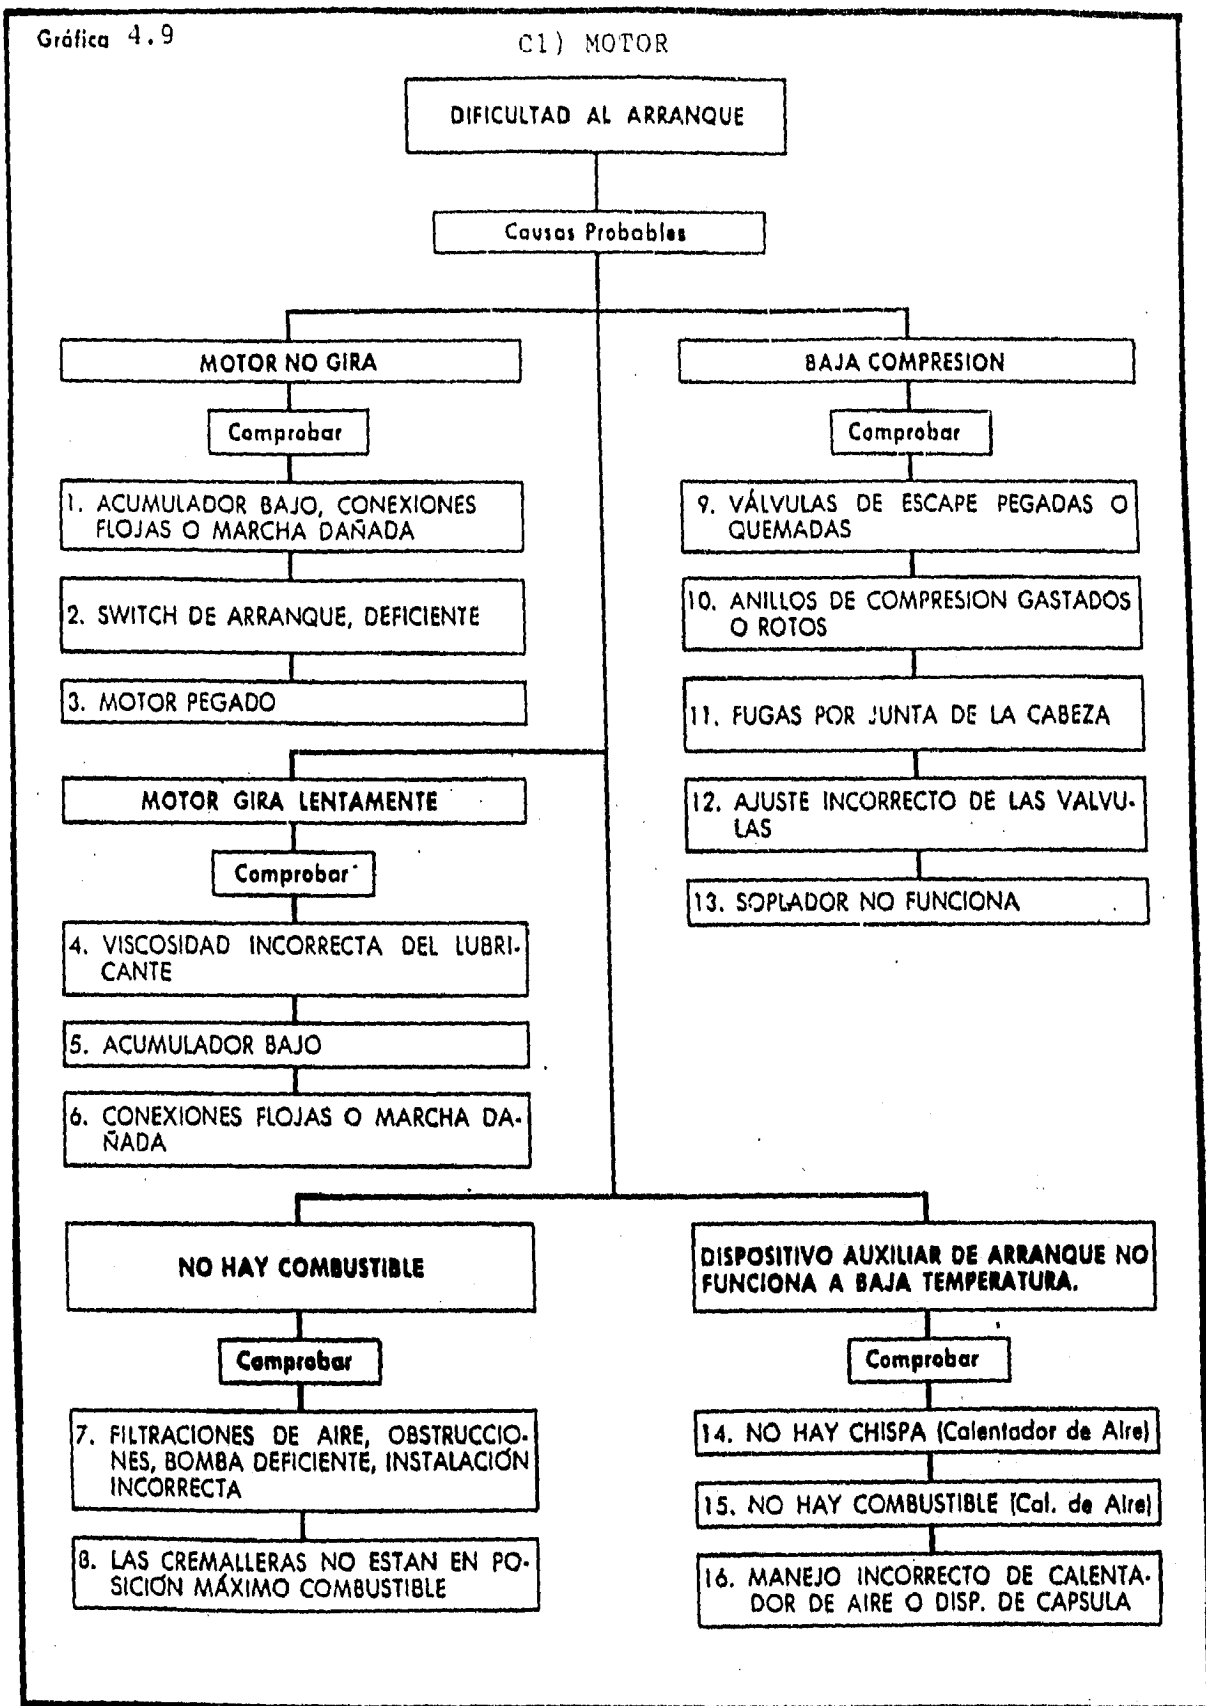 Gráfica 4.9
C1) MOTOR
DIFICULTAD AL ARRANQUE
Causas Probables
MOTOR NO GIRA
Comprobar
1. ACUMULADOR BAJO, CONEXIONES
FLOJAS O MARCHA DAÑADA
2. SWITCH DE ARRANQUE, DEFICIENTE
3. MOTOR PEGADO
MOTOR GIRA LENTAMENTE
Comprobar
4. VISCOSIDAD INCORRECTA DEL LUBRI-
CANTE
5. ACUMULADOR BAJO
6. CONEXIONES FLOJAS O MARCHA DA-
ÑADA
BAJA COMPRESION
Comprobar
9. VÁLVULAS DE ESCAPE PEGADAS O
QUEMADAS
10. ANILLOS DE COMPRESION GASTADOS
O ROTOS
11. FUGAS POR JUNTA DE LA CABEZA
12. AJUSTE INCORRECTO DE LAS VALVU-
LAS
13. SOPLADOR NO FUNCIONA
NO HAY COMBUSTIBLE
Comprobar
7. FILTRACIONES DE AIRE, OBSTRUCCIO-
NES, BOMBA DEFICIENTE, INSTALACIÓN
INCORRECTA
8. LAS CREMALLERAS NO ESTAN EN PO-
SICIÓN MÁXIMO COMBUSTIBLE
DISPOSITIVO AUXILIAR DE ARRANQUE NO
FUNCIONA A BAJA TEMPERATURA.
Comprobar
14. NO HAY CHISPA (Calentador de Aire)
15. NO HAY COMBUSTIBLE (Cal. de Aire)
16. MANEJO INCORRECTO DE CALENTA-
DOR DE AIRE O DISP. DE CAPSULA